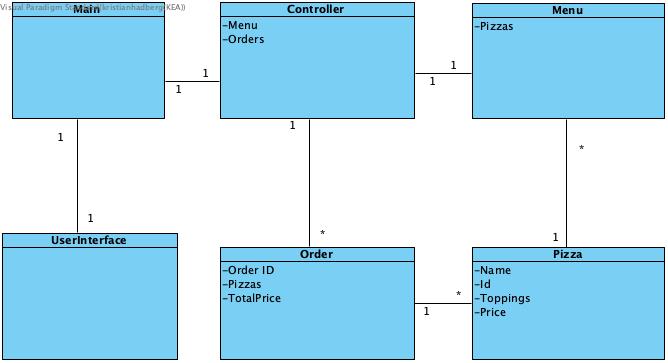 Visual Paradigm Standard(kristianhadberg(KEA))
Main
Controller
-Menu
-Orders
Menu
-Pizzas
1
1
1
1
1
1
1
*
*
1
UserInterface
Order
-Order ID
-Pizzas
-TotalPrice
1
*
Pizza
-Name
-Id
-Toppings
-Price